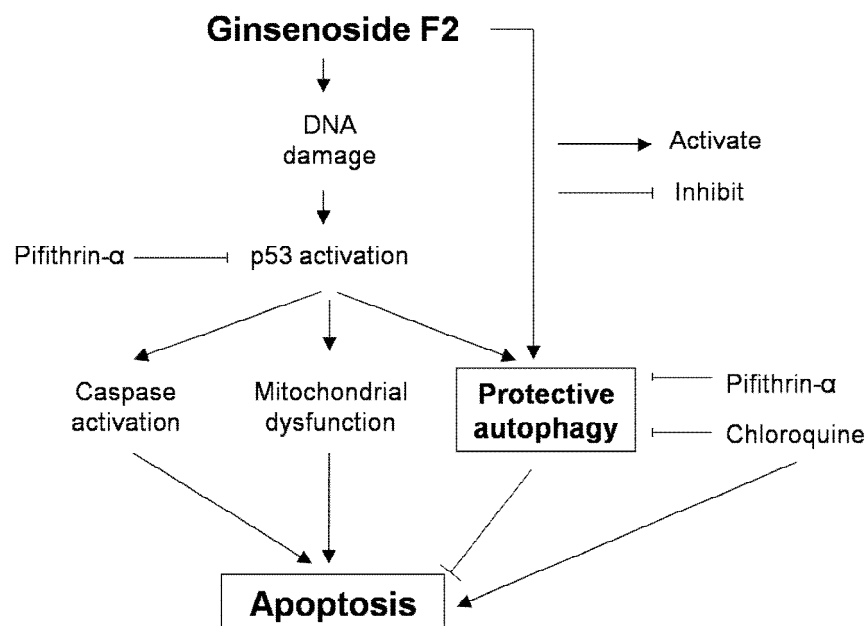 Ginsenoside F2
DNA
damage
Activate
Inhibit
Pifithrin-α
p53 activation
Caspase
activation
Mitochondrial
dysfunction
Protective
autophagy
Pifithrin-α
Chloroquine
Apoptosis